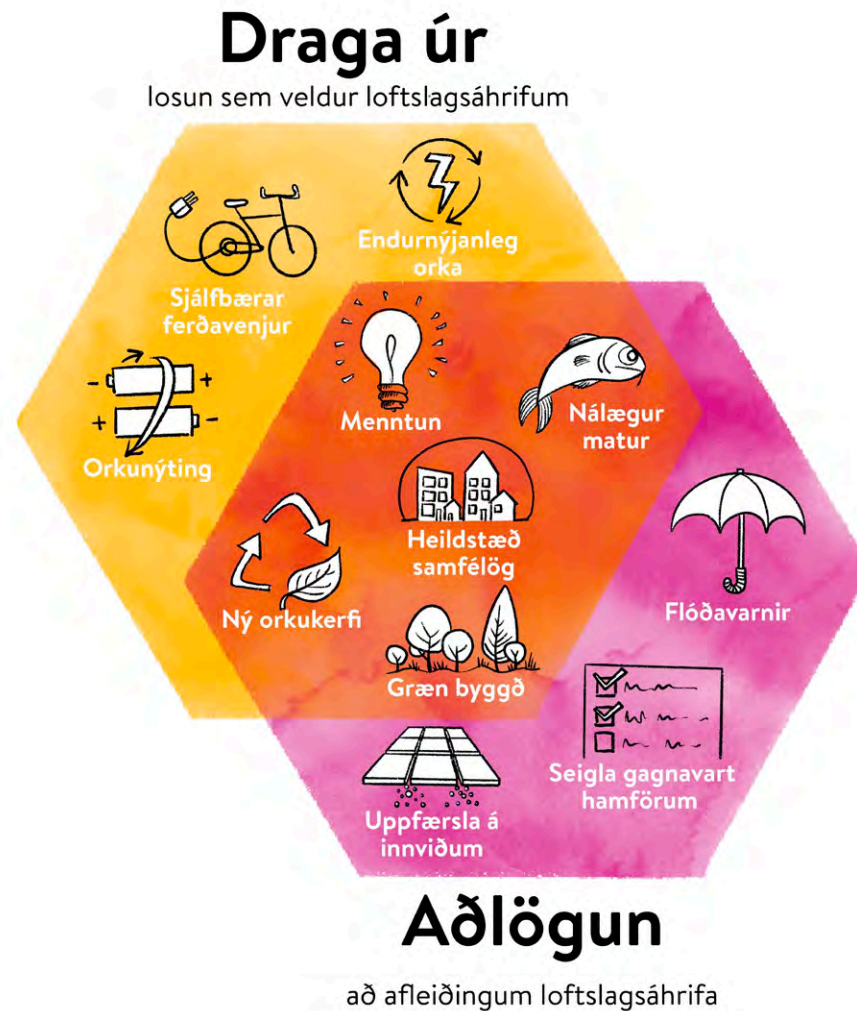 Draga úr
losun sem veldur loftslagsáhrifum
Endurnýjanleg
orka
Sjálfbærar
ferðavenjur
Orkunýting
Menntun
Nálægur
matur
Heildstæð
samfélög
Ný orkukerfi
Græn byggð
Flóðavarnir
Seigla gagnavart
hamförum
Uppfærsla á
innviðum
Aðlögun
að afleiðingum loftslagsáhrifa